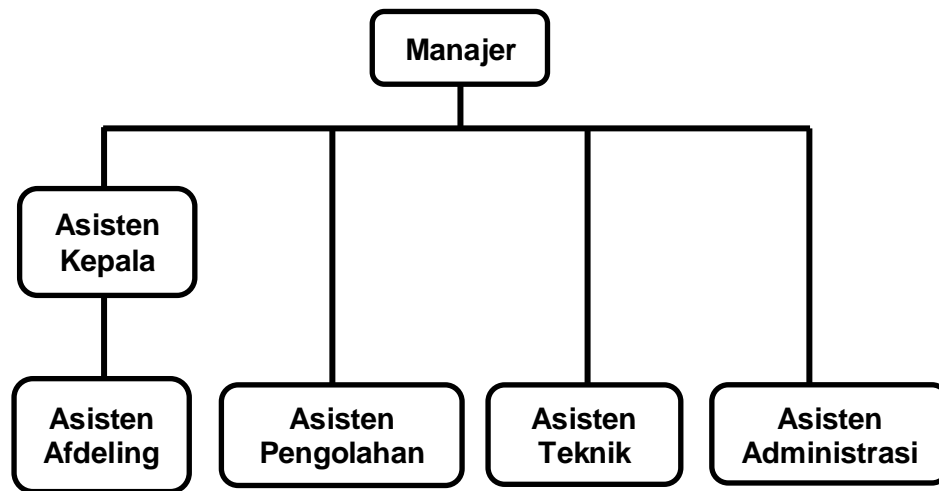 Manajer
Asisten
Kepala
Asisten
Afdeling
Asisten
Pengolahan
Asisten
Teknik
Asisten
Administrasi